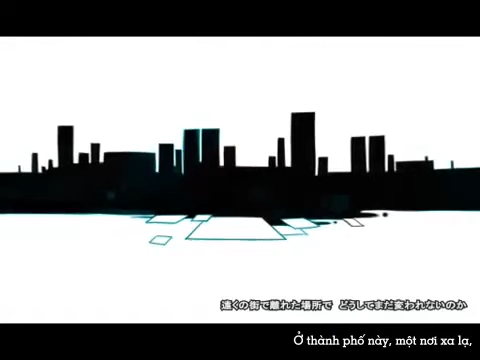 遠くの街で離れた場所で どうしてまだ変われないのか
Ở thành phố này, một nơi xa lạ,